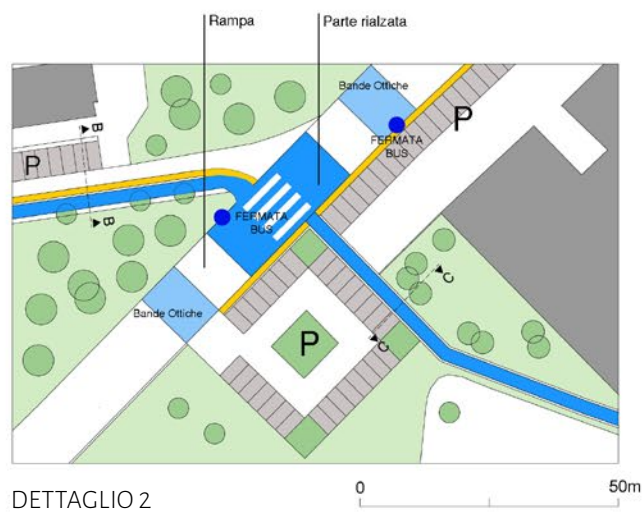 Rampa
Parte rialzata
Bande Ottiche
P
FERMATA
BUS
B
P
B
FERMATA
BUS
C
Bande Ottiche
P
C
DETTAGLIO 2
0
50m